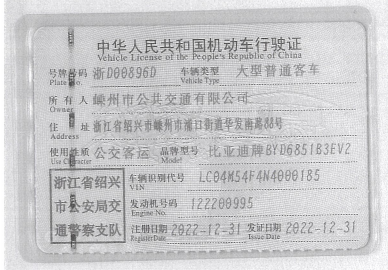 中华人民共和国机动车行驶证
Vehicle License of the People's Republic of China
号牌号码 浙D00896D 车辆类型 大型普通客车
Plate No. Vehicle Type
所有人 嵊州市公共交通有限公司
Owner
住址 浙江省绍兴市嵊州市浦口街道华发南路88号
Address
使用性质 公交客运 品牌型号 比亚迪牌BYD6851B3EV2
Use Character Model
浙江省绍兴 车辆识别代号 LC04M54F4N4000185
VIN
市公安局交 发动机号码 122200995
Engine No.
通警察支队 注册日期 2022-12-31 发证日期 2022-12-31
Register Date Issue Date